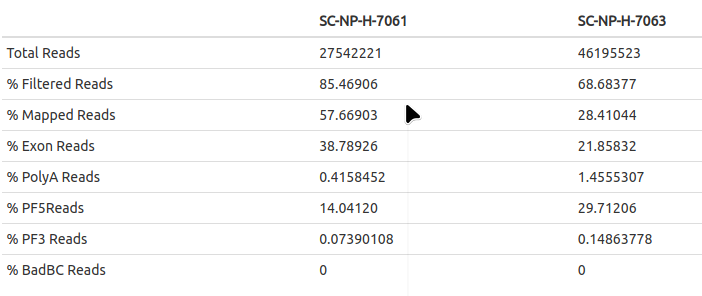 SC-NP-H-7061 SC-NP-H-7063
Total Reads 27542221 46195523
% Filtered Reads 85.46906 68.68377
% Mapped Reads 57.66903 28.41044
% Exon Reads 38.78926 21.85832
% PolyA Reads 0.4158452 1.4555307
% PF5Reads 14.04120 29.71206
% PF3 Reads 0.07390108 0.14863778
% BadBC Reads 0 0